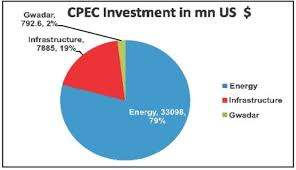 CPEC Investment in mn US $
Gwadar,
792.6, 2%
Infrastructure,
7885, 19%
Energy, 33098,
79%
Energy
Infrastructure
Gwadar